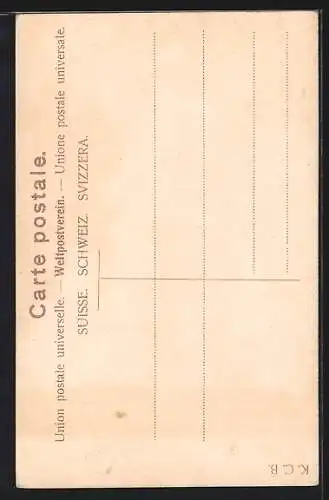 Carte postale.
Union postale universelle. — Weltpostverein. — Unione postale universale.
SUISSE. SCHWEIZ. SVIZZERA.
K. C. B.